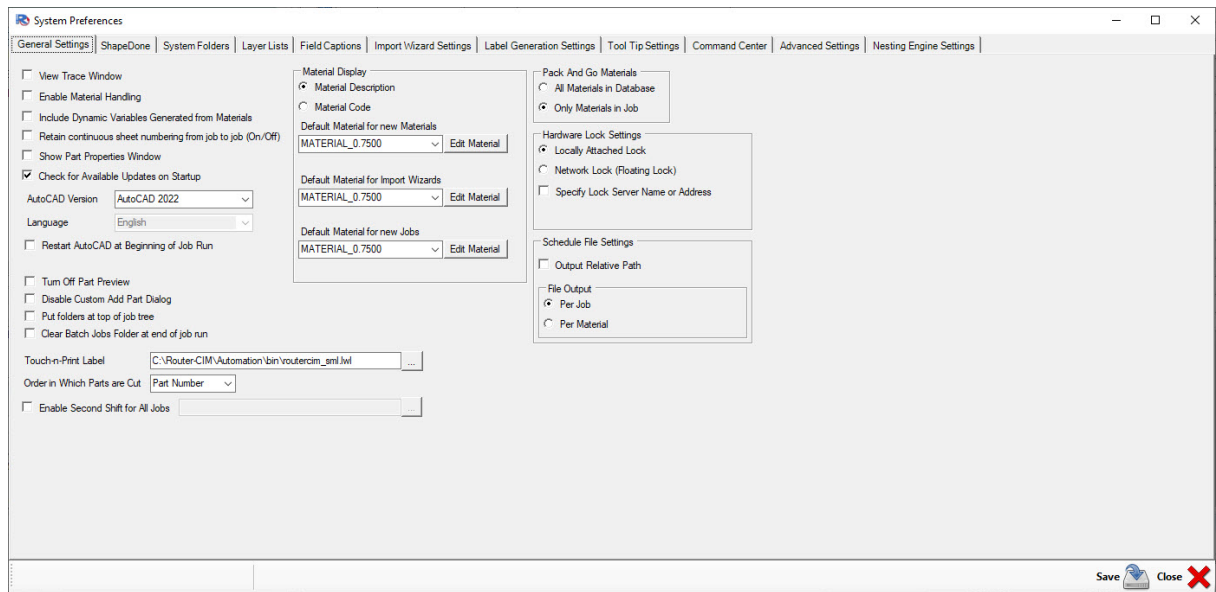 System Preferences
General Settings ShapeDone System Folders Layer Lists Field Captions Import Wizard Settings Label Generation Settings Tool Tip Settings Command Center Advanced Settings Nesting Engine Settings
View Trace Window
Enable Material Handling
Include Dynamic Variables Generated from Materials
Retain continuous sheet numbering from job to job (On/Off)
Show Part Properties Window
Check for Available Updates on Startup
AutoCAD Version AutoCAD 2022
Language English
Restart AutoCAD at Beginning of Job Run
Turn Off Part Preview
Disable Custom Add Part Dialog
Put folders at top of job tree
Clear Batch Jobs Folder at end of job run
Touch-n-Print Label C:\Router-CIM\Automation\bin\routercim_sml.lwl ...
Order in Which Parts are Cut Part Number
Enable Second Shift for All Jobs ...
Material Display
Material Description
Material Code
Default Material for new Materials
MATERIAL_0.7500 Edit Material
Default Material for Import Wizards
MATERIAL_0.7500 Edit Material
Default Material for new Jobs
MATERIAL_0.7500 Edit Material
Pack And Go Materials
All Materials in Database
Only Materials in Job
Hardware Lock Settings
Locally Attached Lock
Network Lock (Floating Lock)
Specify Lock Server Name or Address
Schedule File Settings
Output Relative Path
File Output
Per Job
Per Material
Save Close